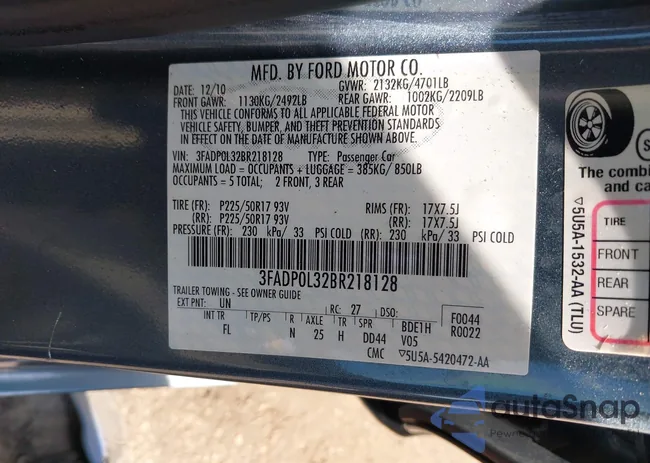 MFD. BY FORD MOTOR CO.
DATE: 12/10 GVWR: 2132KG/4701LB
FRONT GAWR: 1130KG/2492LB REAR GAWR: 1002KG/2209LB
THIS VEHICLE CONFORMS TO ALL APPLICABLE FEDERAL MOTOR
VEHICLE SAFETY, BUMPER, AND THEFT PREVENTION STANDARDS
IN EFFECT ON THE DATE OF MANUFACTURE SHOWN ABOVE.
VIN: 3FADP0L32BR218128 TYPE: Passenger Car
MAXIMUM LOAD = OCCUPANTS + LUGGAGE = 385KG/ 850LB
OCCUPANTS = 5 TOTAL; 2 FRONT, 3 REAR
TIRE (FR): P225/50R17 93V RIMS (FR): 17X7.5J
(RR): P225/50R17 93V (RR): 17X7.5J
PRESSURE (FR): 230 kPa/ 33 PSI COLD (RR): 230 kPa/ 33 PSI COLD
3FADP0L32BR218128
TRAILER TOWING - SEE OWNER GUIDE
EXT PNT: UN RC: 27 DSO: F0044
INT TR TP/PS R AXLE TR SPR BDE1H R0022
FL N 25 H DD44 V05
CMC ▽5U5A-5420472-AA
The combi
and ca
TIRE
FRONT
REAR
SPARE
▽5U5A-1532-AA (TLU)
autoSnap
Powered